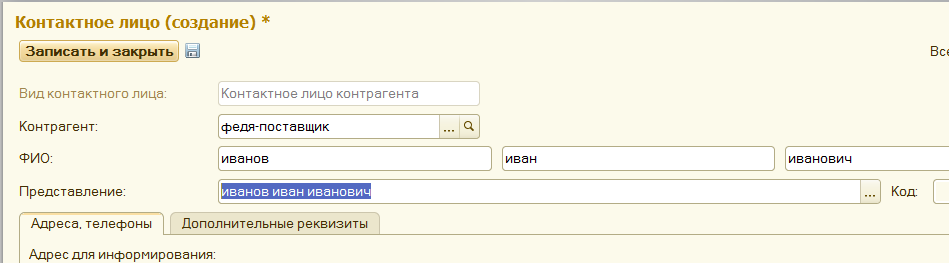 Контактное лицо (создание) *
Записать и закрыть Все
Вид контактного лица: Контактное лицо контрагента
Контрагент: федя-поставщик ...
ФИО: иванов иван иванович
Представление: иванов иван иванович ... Код:
Адреса, телефоны Дополнительные реквизиты
Адрес для информирования: